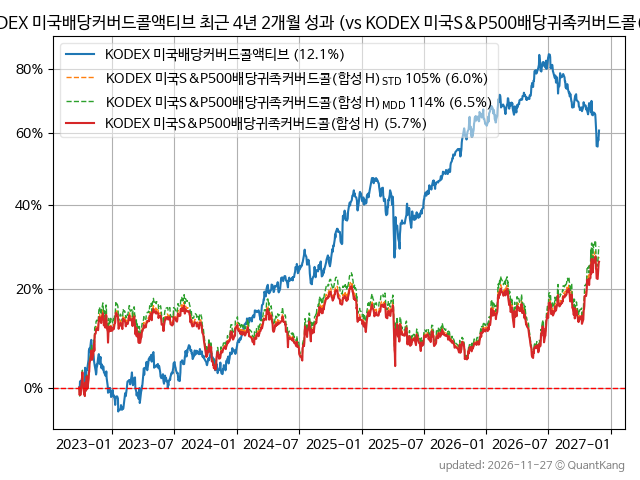 DEX 미국배당커버드콜액티브 최근 4년 2개월 성과 (vs KODEX 미국S&P500배당귀족커버드콜(
KODEX 미국배당커버드콜액티브 (12.1%)
KODEX 미국S&P500배당귀족커버드콜(합성 H) STD 105% (6.0%)
KODEX 미국S&P500배당귀족커버드콜(합성 H) MDD 114% (6.5%)
KODEX 미국S&P500배당귀족커버드콜(합성 H) (5.7%)
80%
60%
40%
20%
0%
2023-01 2023-07 2024-01 2024-07 2025-01 2025-07 2026-01 2026-07 2027-01
updated: 2026-11-27 © QuantKang